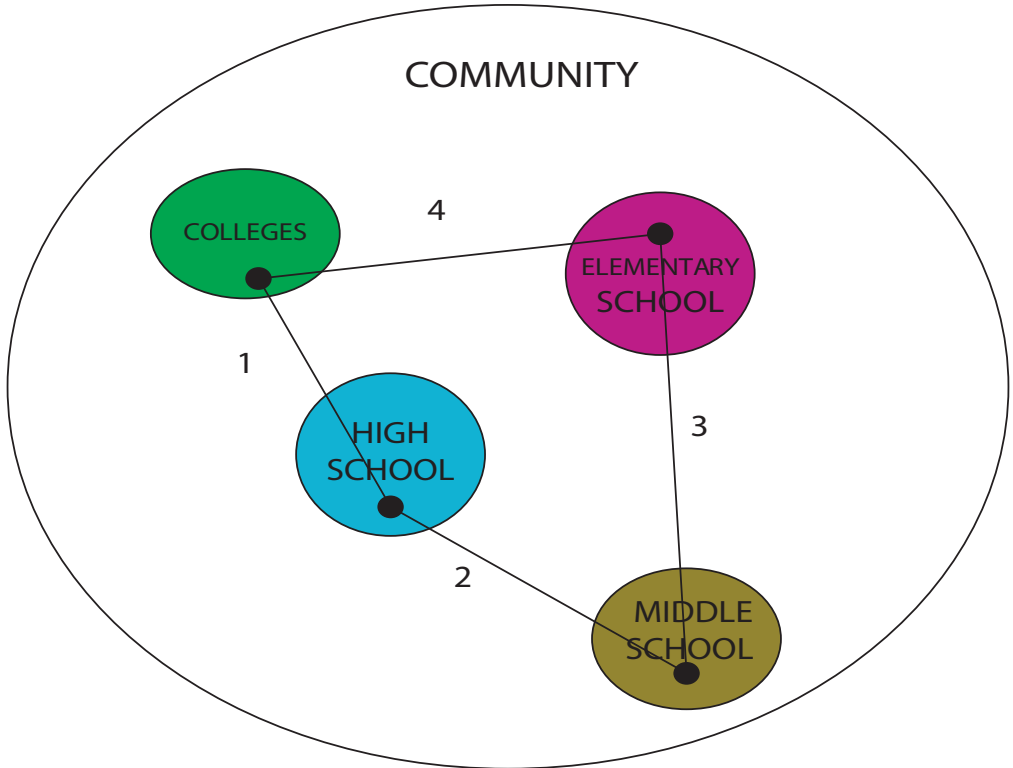 COMMUNITY
4
COLLEGES
ELEMENTARY
SCHOOL
1
3
HIGH
SCHOOL
2
MIDDLE
SCHOOL